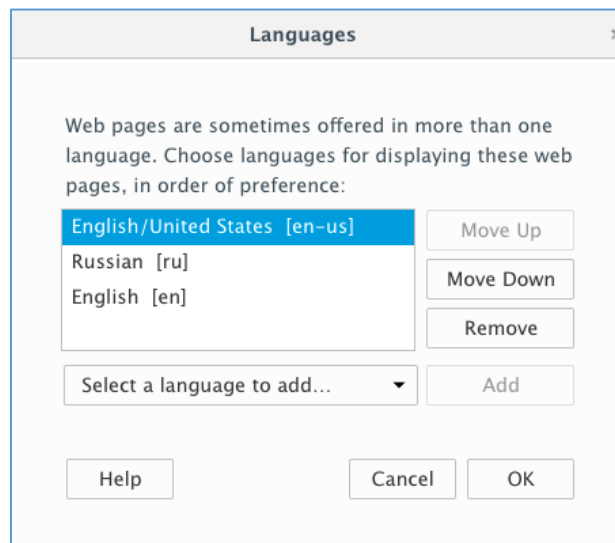 Languages
Web pages are sometimes offered in more than one
language. Choose languages for displaying these web
pages, in order of preference:
English/United States [en-us]
Move Up
Russian [ru]
Move Down
English [en]
Remove
Select a language to add...
Add
Help
Cancel
OK